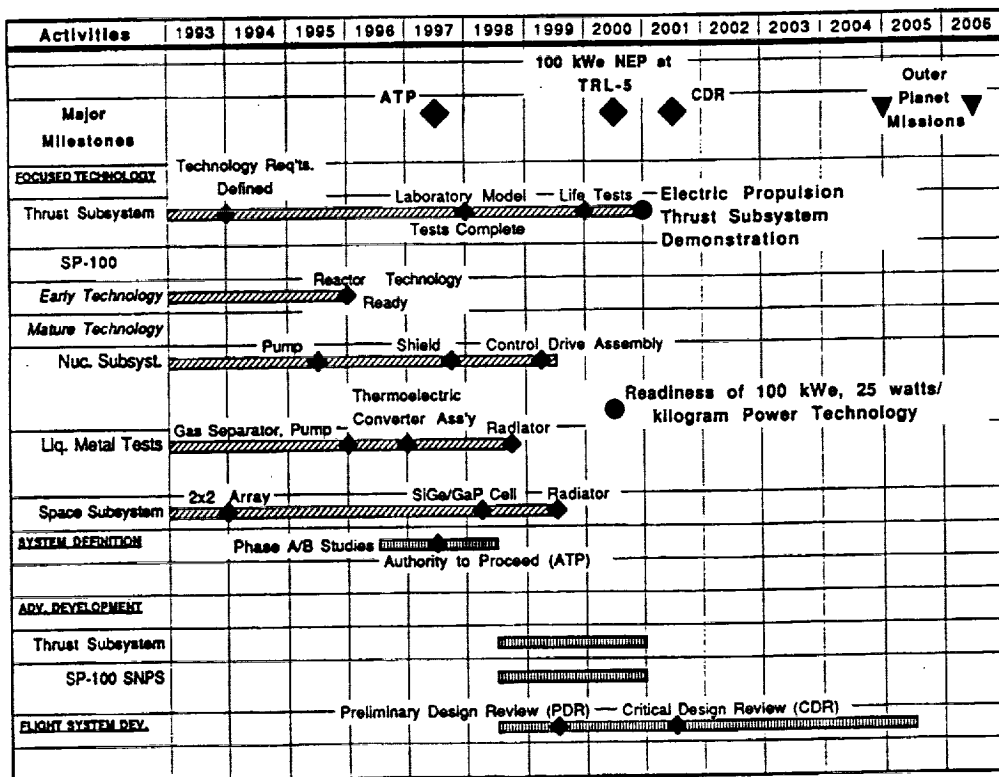 Activities 1993 1994 1995 1996 1997 1998 1999 2000 2001 2002 2003 2004 2005 2006
Major
Milestones
ATP
100 kWe NEP at
TRL-5
CDR
Outer
Planet
Missions
FOCUSED TECHNOLOGY
Technology Req'ts.
Defined
Thrust Subsystem
Laboratory Model
Tests Complete
Life Tests
Electric Propulsion
Thrust Subsystem
Demonstration
SP-100
Early Technology
Reactor Technology
Ready
Mature Technology
Nuc. Subsyst.
Pump
Shield
Control Drive Assembly
Readiness of 100 kWe, 25 watts/
kilogram Power Technology
Liq. Metal Tests
Gas Separator, Pump
Thermoelectric
Converter Ass'y
Radiator
Space Subsystem
2x2 Array
SiGe/GaP Cell
Radiator
SYSTEM DEFINITION
Phase A/B Studies
Authority to Proceed (ATP)
ADV. DEVELOPMENT
Thrust Subsystem
SP-100 SNPS
FLIGHT SYSTEM DEV.
Preliminary Design Review (PDR)
Critical Design Review (CDR)